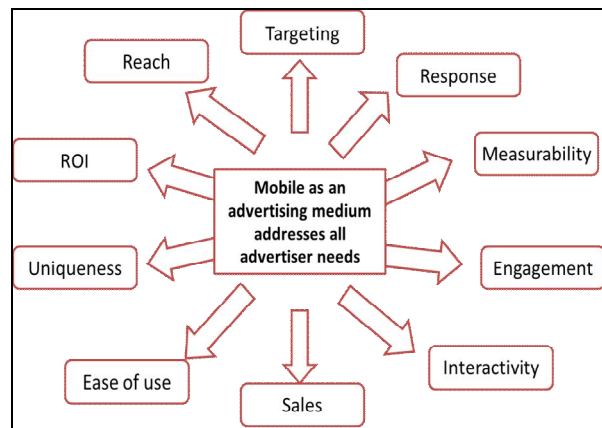 Targeting
Reach
Response
ROI
Measurability
Mobile as an
advertising medium
addresses all
advertiser needs
Uniqueness
Engagement
Ease of use
Interactivity
Sales